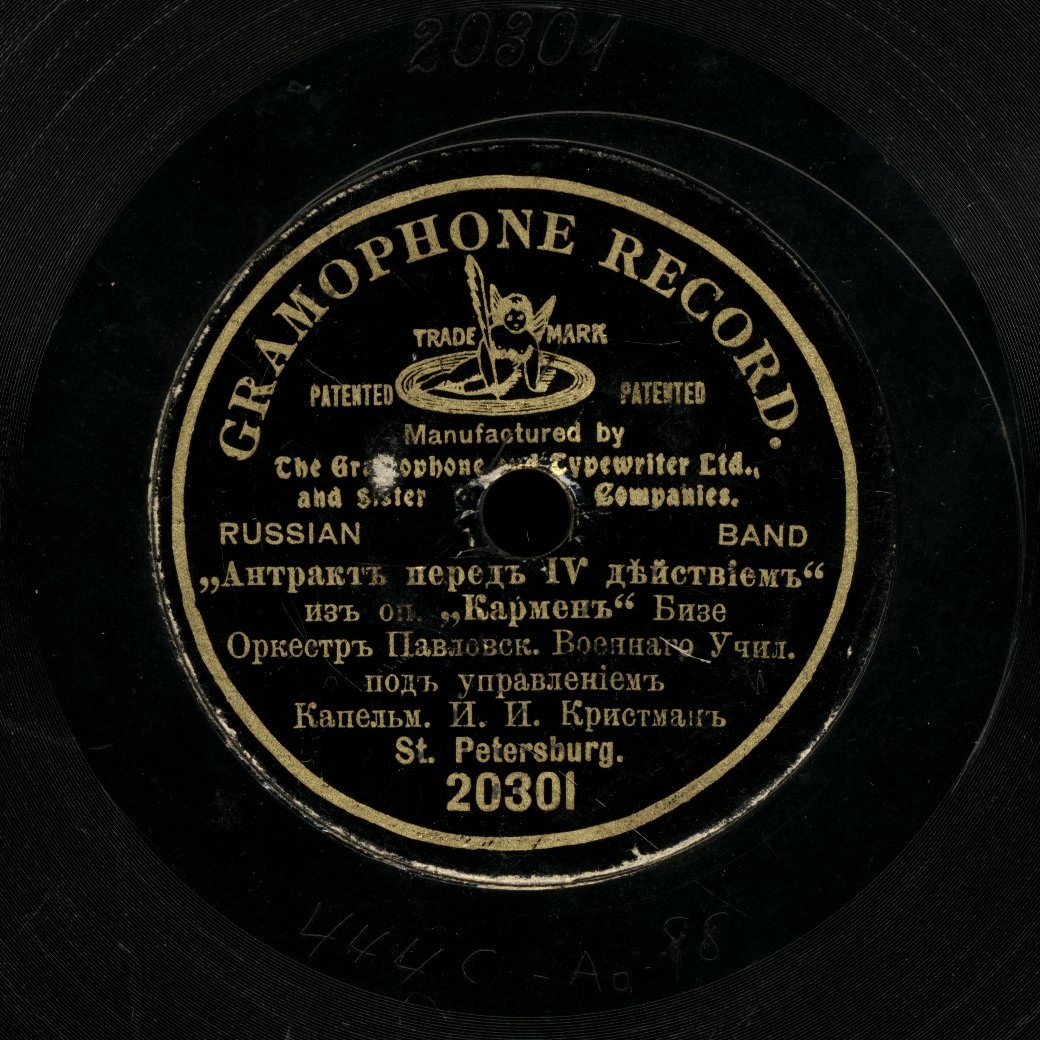 20301
GRAMOPHONE RECORD.
TRADE MARK
PATENTED PATENTED
Manufactured by
The Gramophone and Typewriter Ltd.,
and Sister Companies.
RUSSIAN BAND
„Антрактъ передъ IV дѣйствіемъ“
изъ оп. „Карменъ“ Бизе
Оркестръ Павловск. Военнаго Учил.
подъ управленіемъ
Капельм. И. И. Кристманъ
St. Petersburg.
20301
444 C